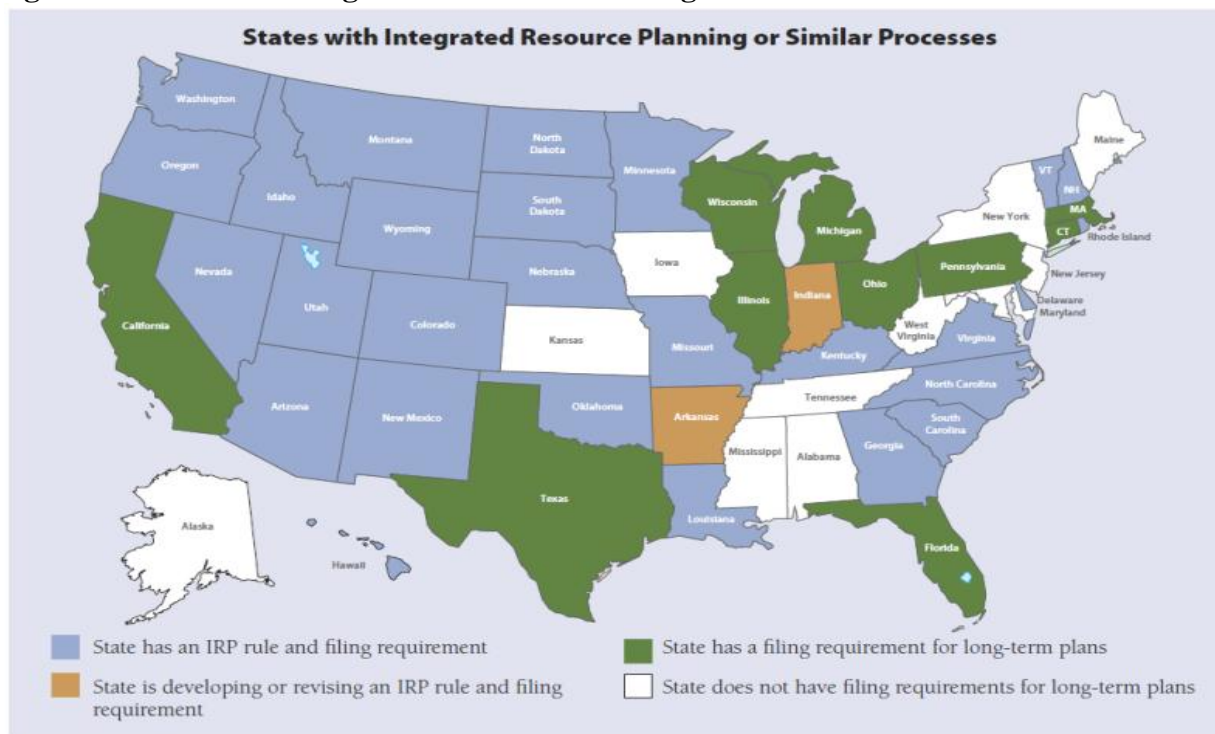 States with Integrated Resource Planning or Similar Processes
Washington
Montana
North
Dakota
Minnesota
Maine
Oregon
Idaho
South
Dakota
Wisconsin
VT
NH
Wyoming
Michigan
New York
MA
CT
Rhode Island
Nevada
Nebraska
Iowa
Pennsylvania
New Jersey
Utah
Colorado
Illinois
Indiana
Ohio
Delaware
Maryland
California
Kansas
Missouri
West
Virginia
Virginia
Kentucky
Arizona
New Mexico
Oklahoma
Arkansas
Tennessee
North Carolina
South
Carolina
Mississippi
Alabama
Georgia
Texas
Louisiana
Alaska
Hawaii
Florida
State has an IRP rule and filing requirement
State is developing or revising an IRP rule and filing
requirement
State has a filing requirement for long-term plans
State does not have filing requirements for long-term plans